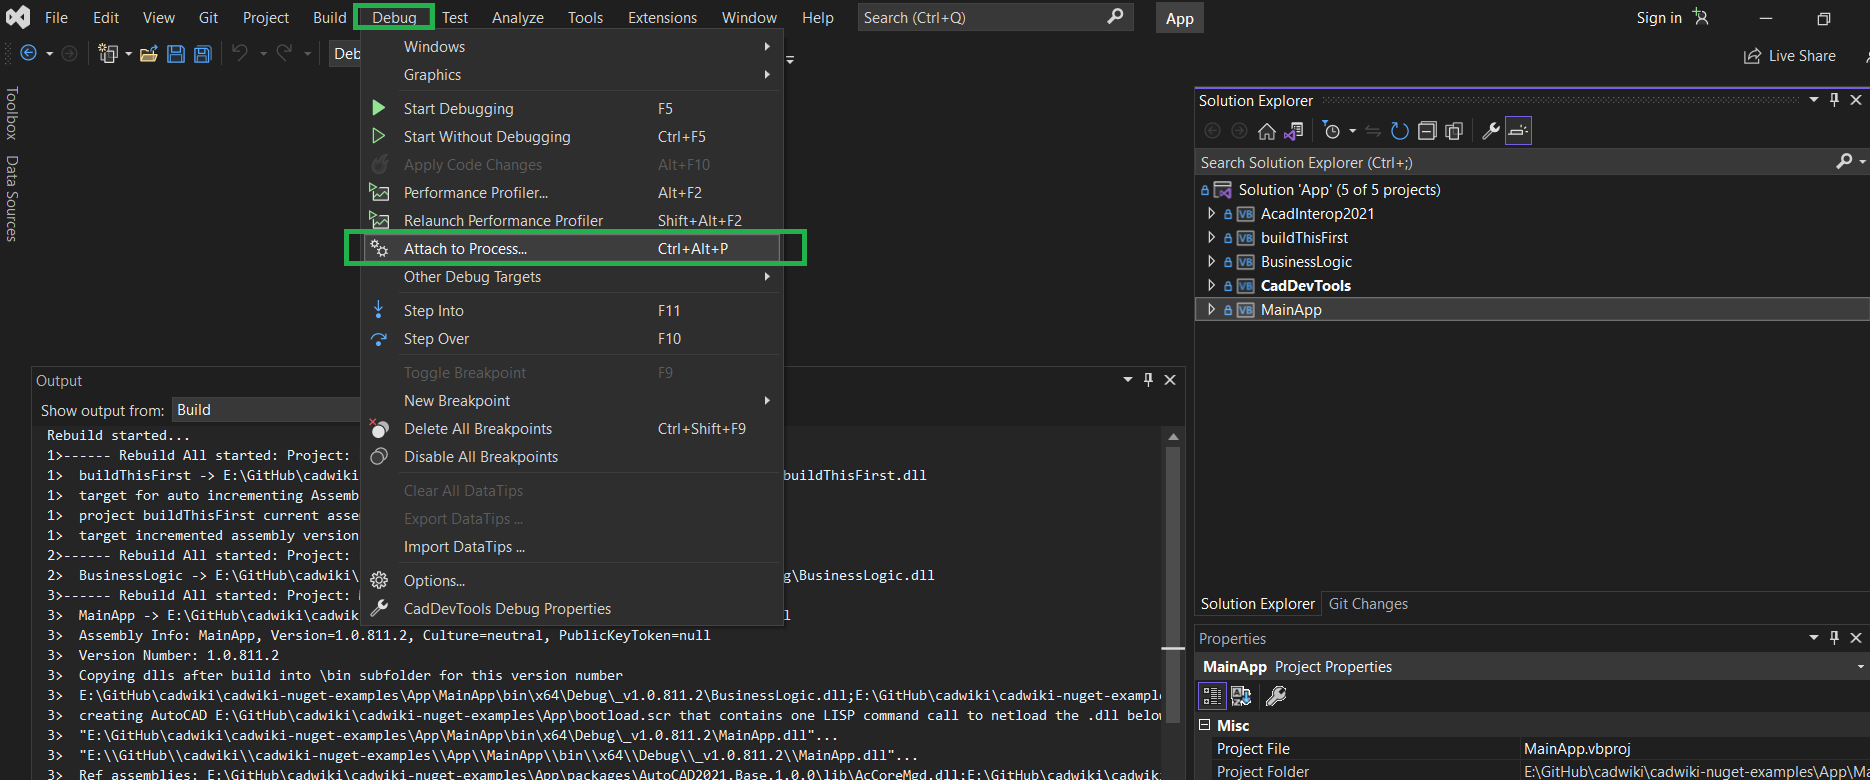 File Edit View Git Project Build Debug Test Analyze Tools Extensions Window Help Search (Ctrl+Q) App Sign in
Deb
Live Share
Toolbox
Data Sources
Windows
Graphics
Start Debugging F5
Start Without Debugging Ctrl+F5
Apply Code Changes Alt+F10
Performance Profiler... Alt+F2
Relaunch Performance Profiler Shift+Alt+F2
Attach to Process... Ctrl+Alt+P
Other Debug Targets
Step Into F11
Step Over F10
Toggle Breakpoint F9
New Breakpoint
Delete All Breakpoints Ctrl+Shift+F9
Disable All Breakpoints
Clear All DataTips
Export DataTips ...
Import DataTips ...
Options...
CadDevTools Debug Properties
Output
Show output from: Build
Rebuild started...
1>------ Rebuild All started: Project:
1> buildThisFirst -> E:\GitHub\cadwiki buildThisFirst.dll
1> target for auto incrementing Assemb
1> project buildThisFirst current asse
1> target incremented assembly version
2>------ Rebuild All started: Project:
2> BusinessLogic -> E:\GitHub\cadwiki\ g\BusinessLogic.dll
3>------ Rebuild All started: Project:
3> MainApp -> E:\GitHub\cadwiki\cadwik l
3> Assembly Info: MainApp, Version=1.0.811.2, Culture=neutral, PublicKeyToken=null
3> Version Number: 1.0.811.2
3> Copying dlls after build into \bin subfolder for this version number
3> E:\GitHub\cadwiki\cadwiki-nuget-examples\App\MainApp\bin\x64\Debug\_v1.0.811.2\BusinessLogic.dll;E:\GitHub\cadwiki\cadwiki-nuget-example
3> creating AutoCAD E:\GitHub\cadwiki\cadwiki-nuget-examples\App\bootload.scr that contains one LISP command call to netload the .dll below
3> "E:\GitHub\cadwiki\cadwiki-nuget-examples\App\MainApp\bin\x64\Debug\_v1.0.811.2\MainApp.dll"...
3> "E:\\GitHub\\cadwiki\\cadwiki-nuget-examples\\App\\MainApp\\bin\\x64\\Debug\\_v1.0.811.2\\MainApp.dll"...
3> Ref assemblies: E:\GitHub\cadwiki\cadwiki-nuget-examples\App\packages\AutoCAD2021.Base.1.0.0\lib\AcCoreMgd.dll;E:\GitHub\cadwiki\cadwik
Solution Explorer
Search Solution Explorer (Ctrl+;)
Solution 'App' (5 of 5 projects)
VB AcadInterop2021
VB buildThisFirst
VB BusinessLogic
VB CadDevTools
VB MainApp
Solution Explorer Git Changes
Properties
MainApp Project Properties
Misc
Project File MainApp.vbproj
Project Folder E:\GitHub\cadwiki\cadwiki-nuget-examples\App\Ma